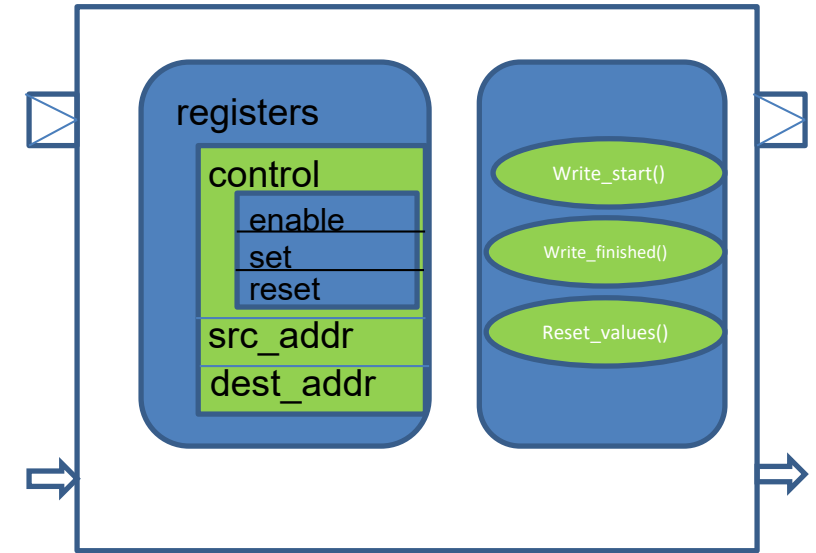 registers
control
enable
set
reset
src_addr
dest_addr
Write_start()
Write_finished()
Reset_values()